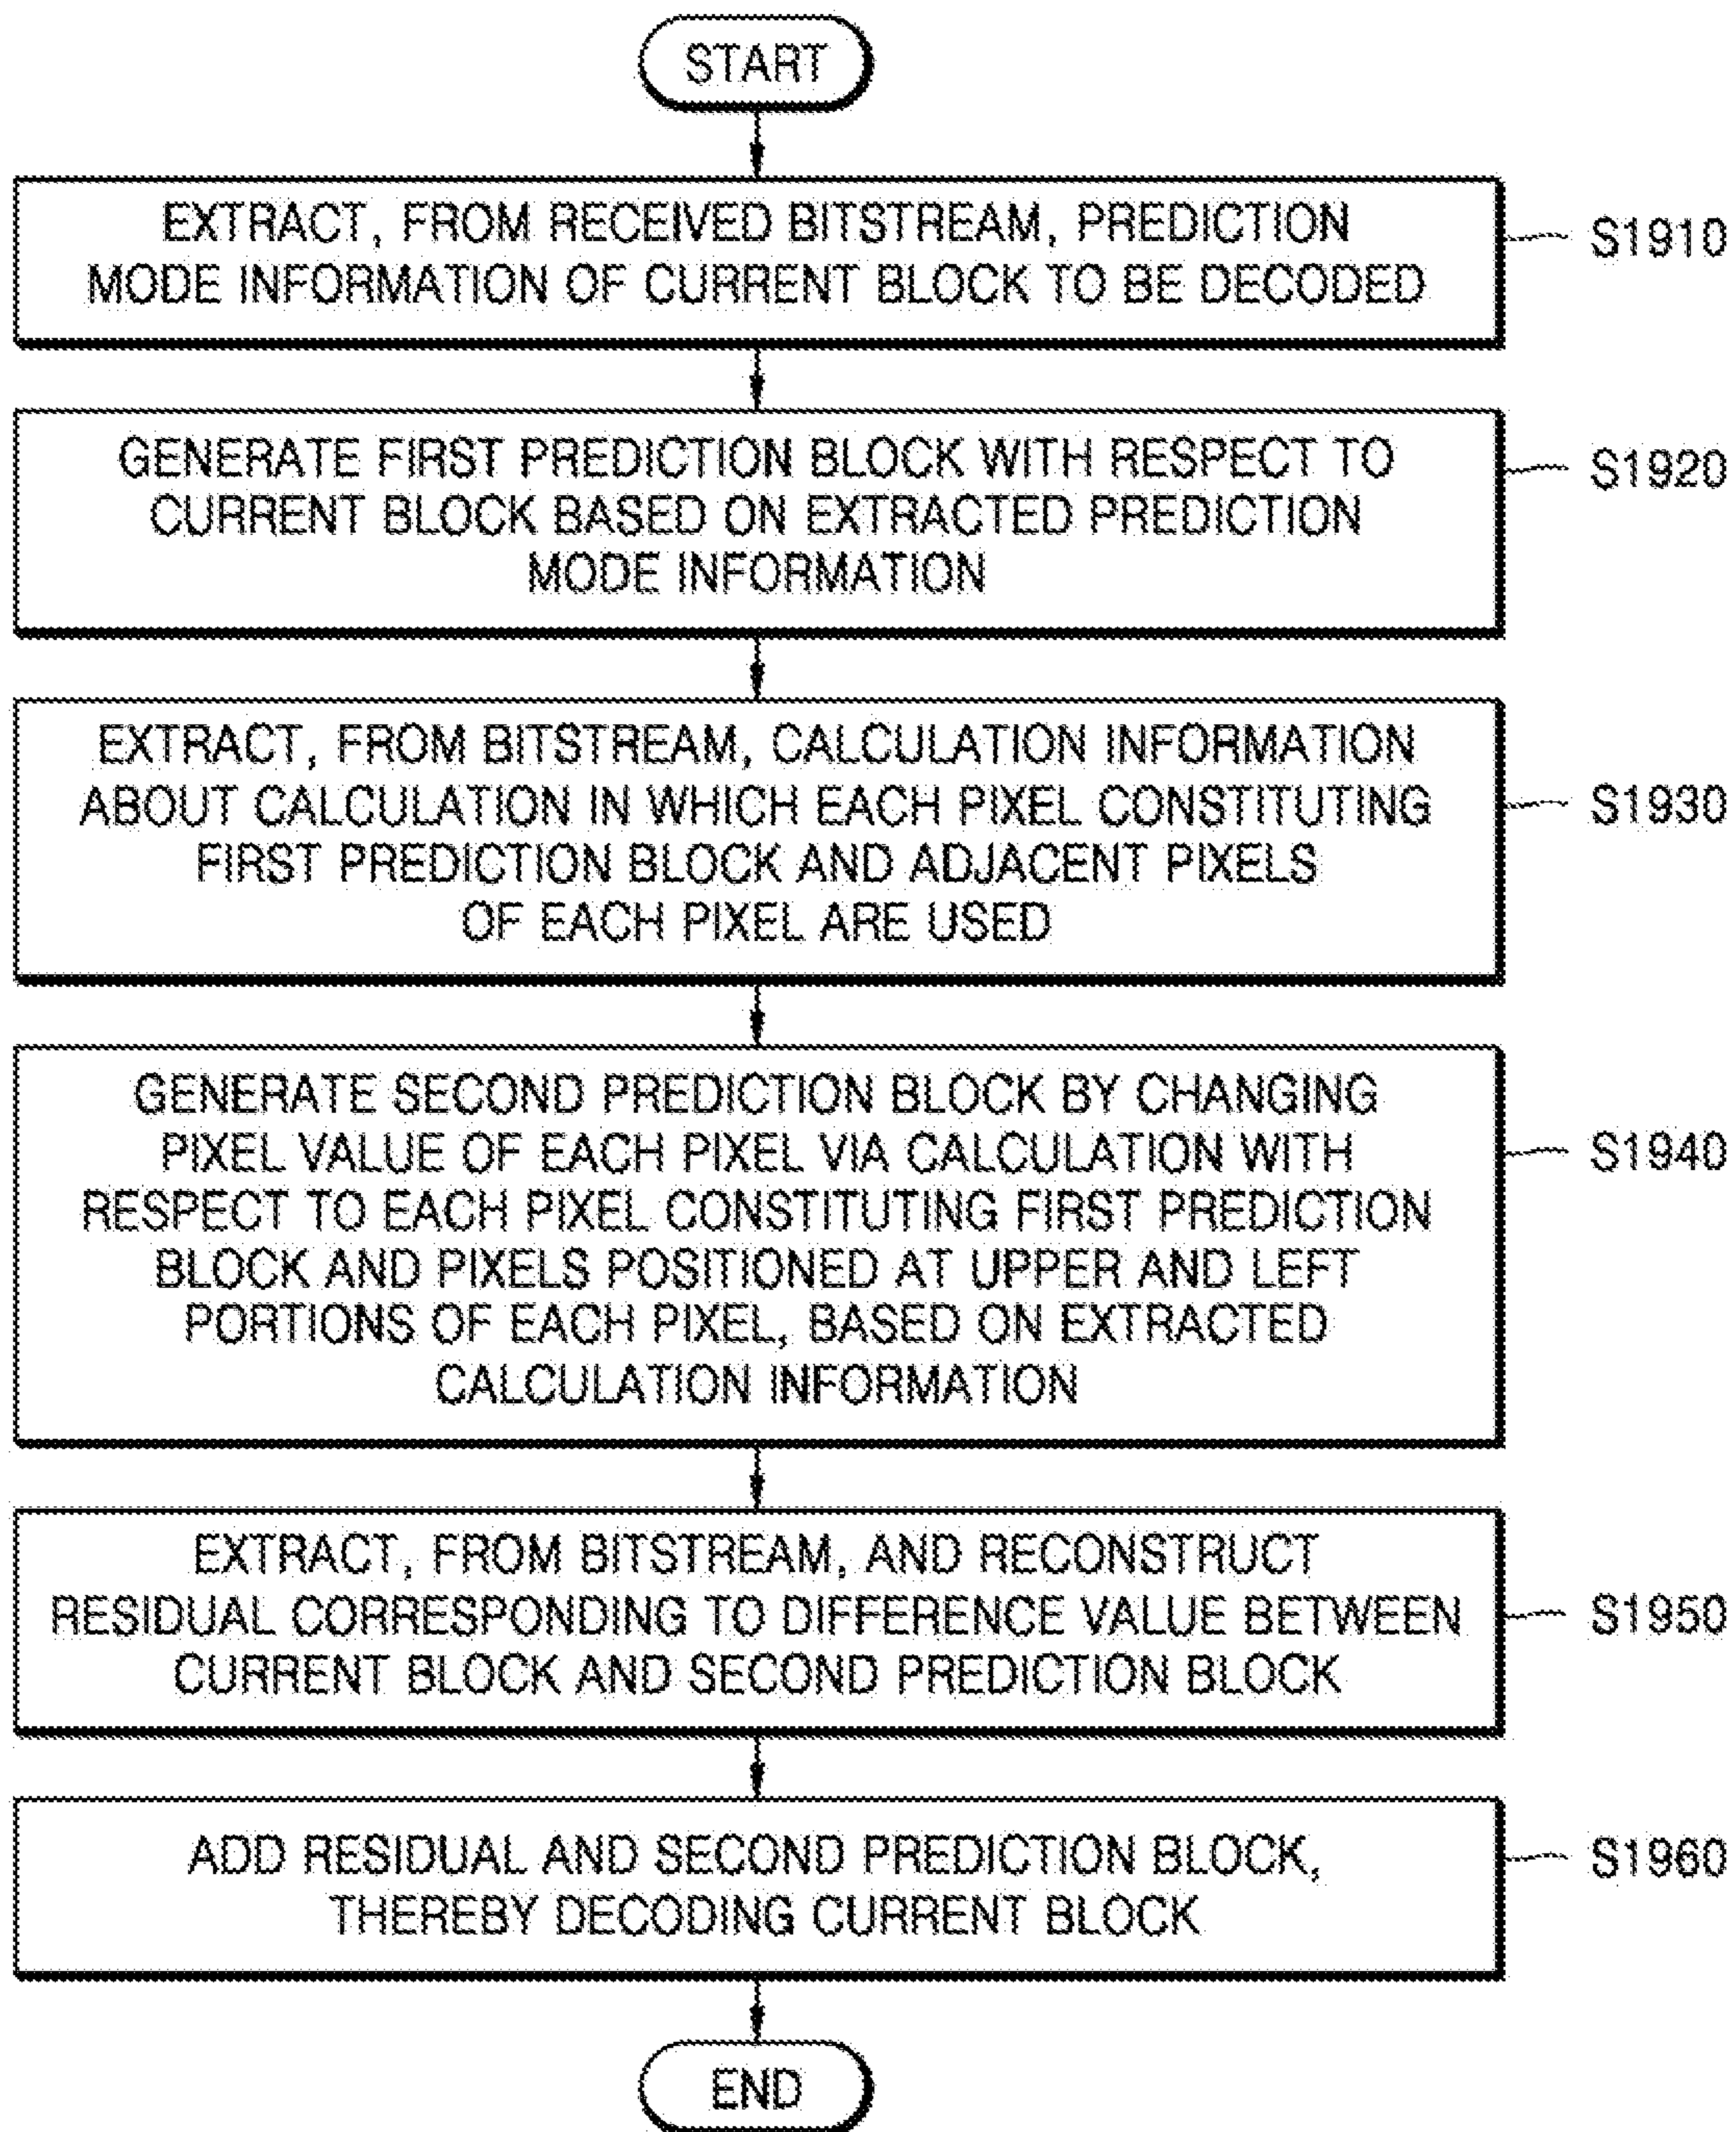 START
EXTRACT, FROM RECEIVED BITSTREAM, PREDICTION
MODE INFORMATION OF CURRENT BLOCK TO BE DECODED
S1910
GENERATE FIRST PREDICTION BLOCK WITH RESPECT TO
CURRENT BLOCK BASED ON EXTRACTED PREDICTION
MODE INFORMATION
S1920
EXTRACT, FROM BITSTREAM, CALCULATION INFORMATION
ABOUT CALCULATION IN WHICH EACH PIXEL CONSTITUTING
FIRST PREDICTION BLOCK AND ADJACENT PIXELS
OF EACH PIXEL ARE USED
S1930
GENERATE SECOND PREDICTION BLOCK BY CHANGING
PIXEL VALUE OF EACH PIXEL VIA CALCULATION WITH
RESPECT TO EACH PIXEL CONSTITUTING FIRST PREDICTION
BLOCK AND PIXELS POSITIONED AT UPPER AND LEFT
PORTIONS OF EACH PIXEL, BASED ON EXTRACTED
CALCULATION INFORMATION
S1940
EXTRACT, FROM BITSTREAM, AND RECONSTRUCT
RESIDUAL CORRESPONDING TO DIFFERENCE VALUE BETWEEN
CURRENT BLOCK AND SECOND PREDICTION BLOCK
S1950
ADD RESIDUAL AND SECOND PREDICTION BLOCK,
THEREBY DECODING CURRENT BLOCK
S1960
END